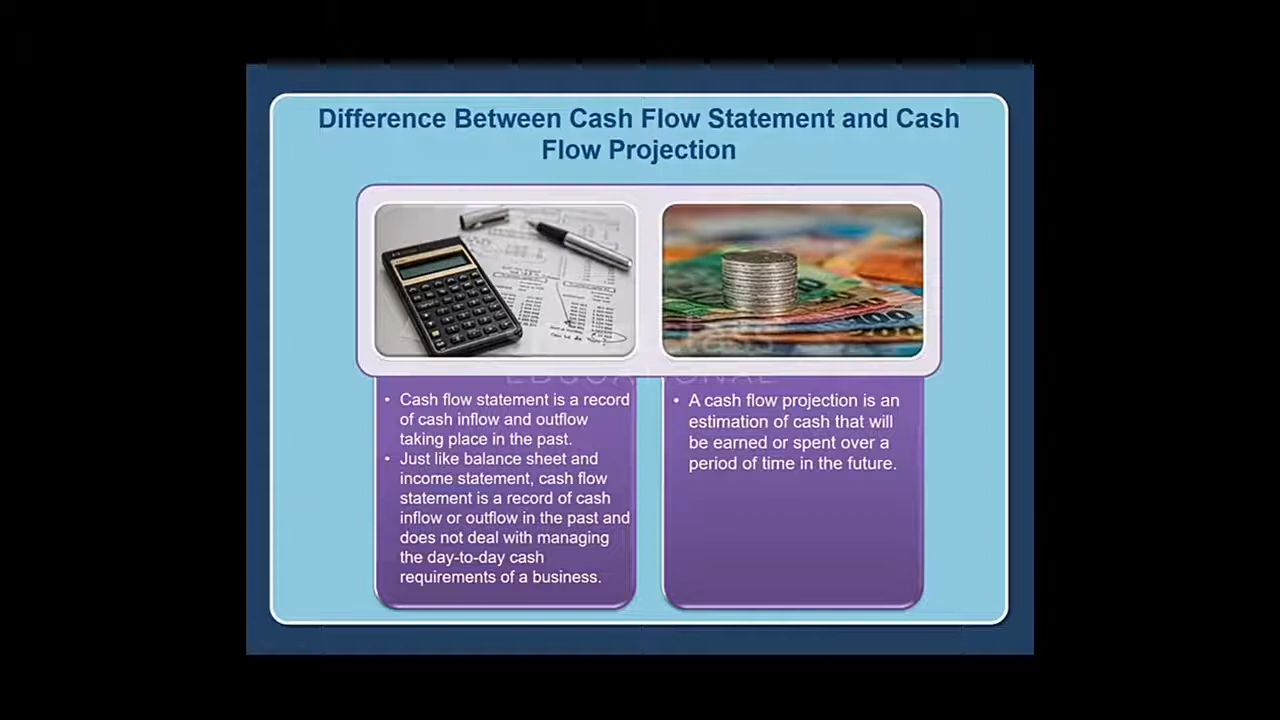 Difference Between Cash Flow Statement and Cash
Flow Projection
EDUCATIONAL
• Cash flow statement is a record
of cash inflow and outflow
taking place in the past.
• Just like balance sheet and
income statement, cash flow
statement is a record of cash
inflow or outflow in the past and
does not deal with managing
the day-to-day cash
requirements of a business.
• A cash flow projection is an
estimation of cash that will
be earned or spent over a
period of time in the future.